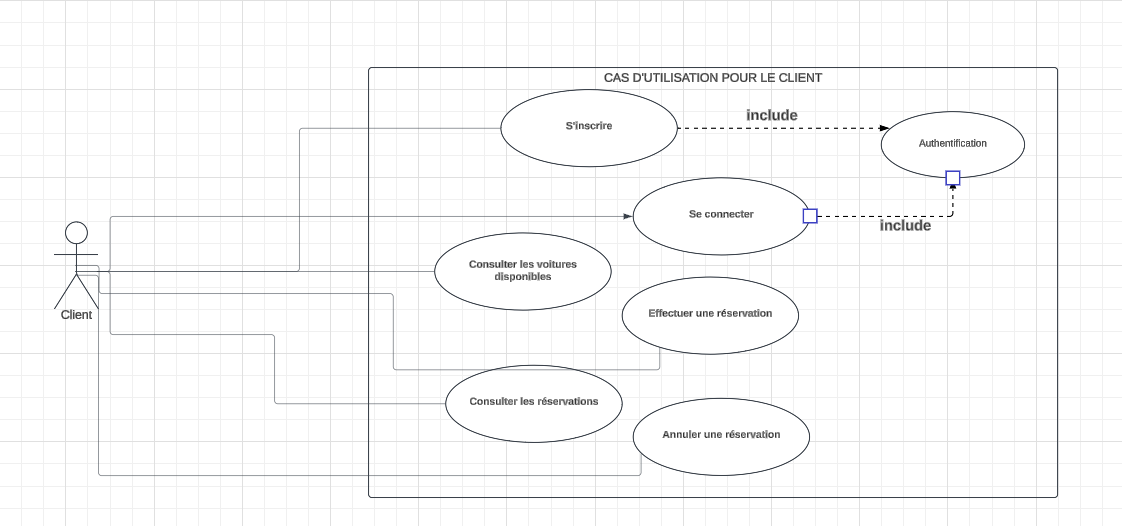 CAS D'UTILISATION POUR LE CLIENT
S'inscrire
include
Authentification
Se connecter
include
Consulter les voitures
disponibles
Effectuer une réservation
Client
Consulter les réservations
Annuler une réservation